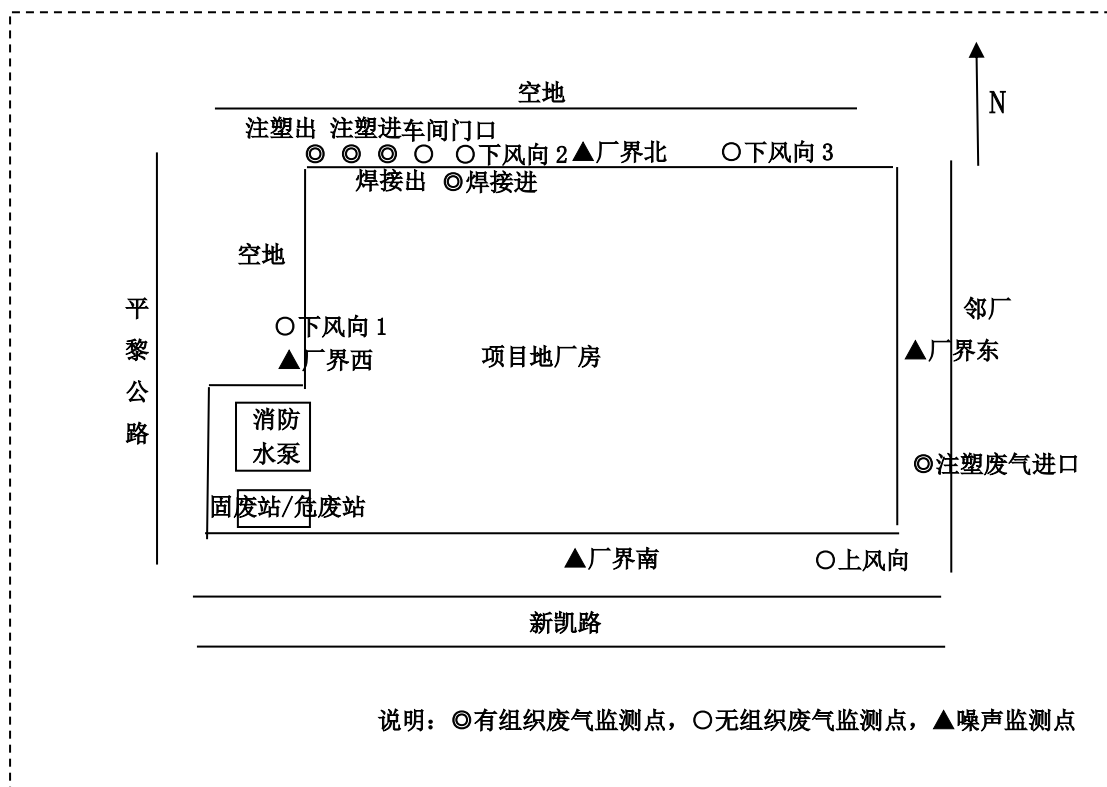 空地
N
注塑出 注塑进 车间门口
◎ ◎ ◎ ○ ○下风向2 ▲厂界北 ○下风向3
焊接出 ◎焊接进
空地
平黎公路
○下风向1
▲厂界西
项目地厂房
邻厂
▲厂界东
消防
水泵
◎注塑废气进口
固废站/危废站
▲厂界南
○上风向
新凯路
说明：◎有组织废气监测点，○无组织废气监测点，▲噪声监测点